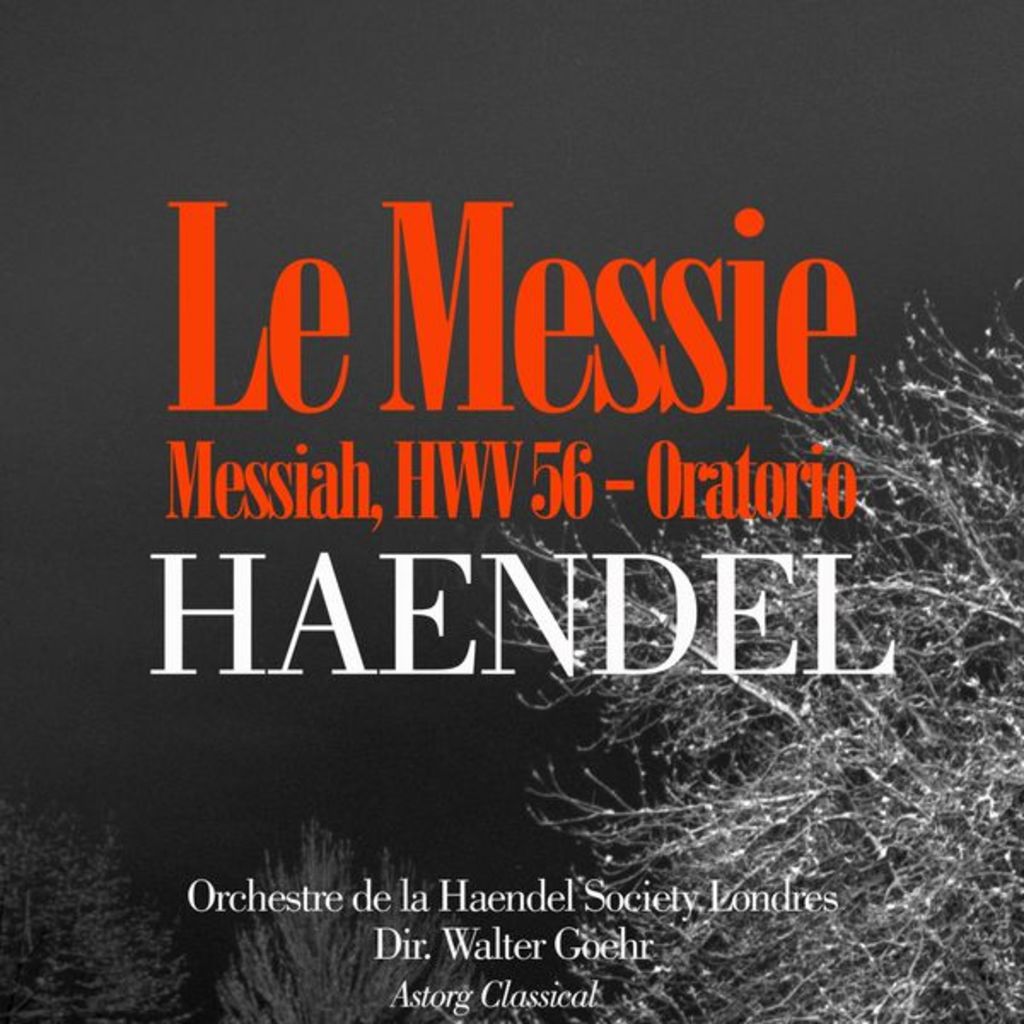 Le Messie
Messiah, HWV 56 – Oratorio
HAENDEL
Orchestre de la Haendel Society, Londres
Dir. Walter Goehr
Astorg Classical